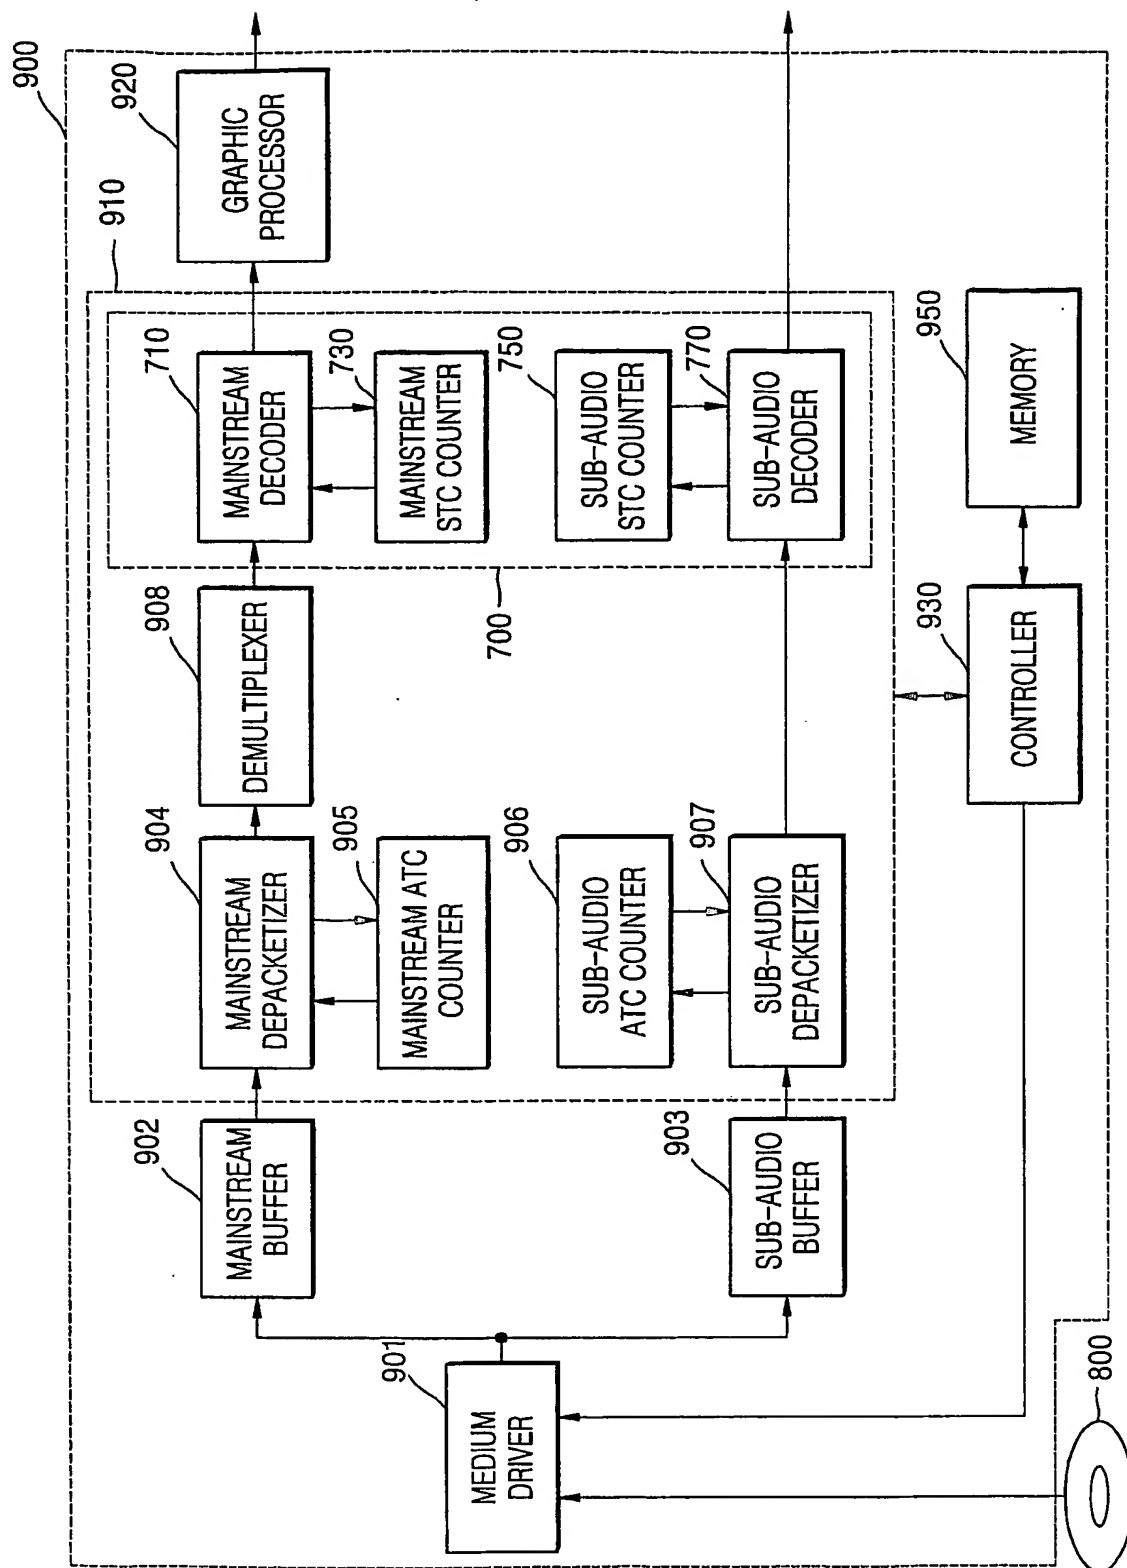 900
920
GRAPHIC
PROCESSOR
910
710
MAINSTREAM
DECODER
730
MAINSTREAM
STC COUNTER
750
SUB-AUDIO
STC COUNTER
770
SUB-AUDIO
DECODER
700
908
DEMULTIPLEXER
904
MAINSTREAM
DEPACKETIZER
905
MAINSTREAM ATC
COUNTER
906
SUB-AUDIO
ATC COUNTER
907
SUB-AUDIO
DEPACKETIZER
902
MAINSTREAM
BUFFER
903
SUB-AUDIO
BUFFER
901
MEDIUM
DRIVER
950
MEMORY
930
CONTROLLER
800